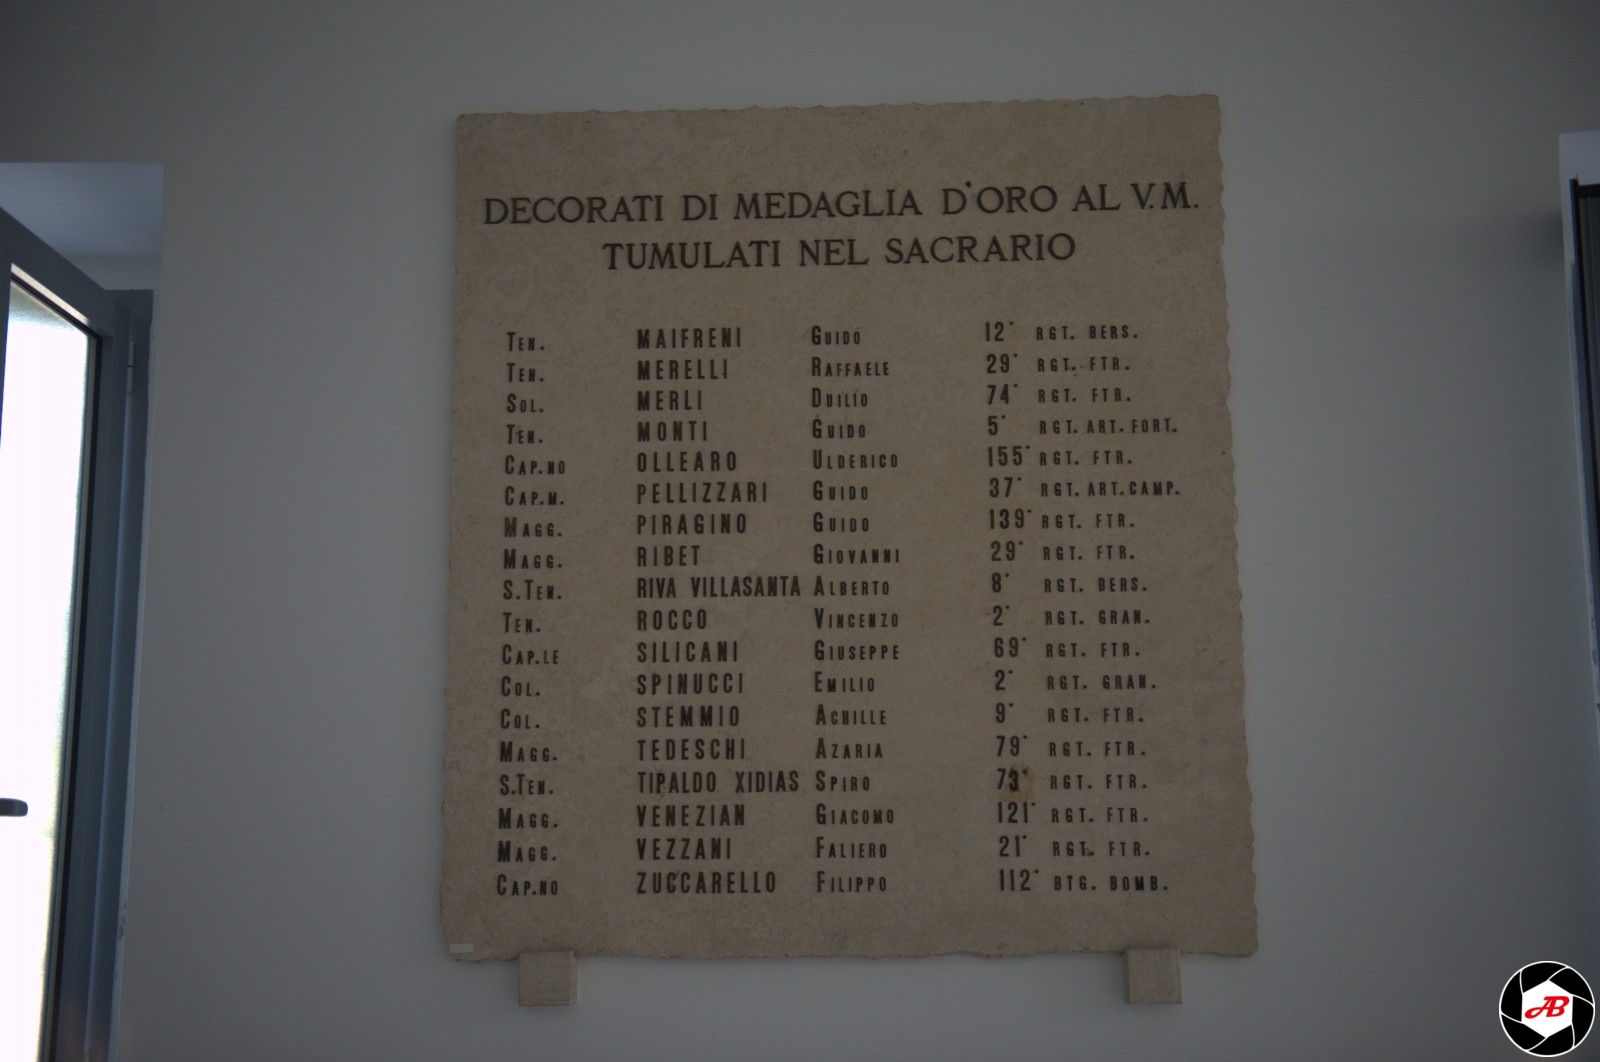 DECORATI DI MEDAGLIA D'ORO AL V.M.
TUMULATI NEL SACRARIO
TEN. MAIFRENI GUIDO 12° RGT. BERS.
TEN. MERELLI RAFFAELE 29° RGT. FTR.
SOL. MERLI DUILIO 74° RGT. FTR.
TEN. MONTI GUIDO 5° RGT. ART. FORT.
CAP.NO OLLEARO ULDERICO 155° RGT. FTR.
CAP.M. PELLIZZARI GUIDO 37° RGT. ART. CAMP.
MAGG. PIRAGINO GUIDO 139° RGT. FTR.
MAGG. RIBET GIOVANNI 29° RGT. FTR.
S.TEN. RIVA VILLASANTA ALBERTO 8° RGT. BERS.
TEN. ROCCO VINCENZO 2° RGT. GRAN.
CAP.LE SILICANI GIUSEPPE 69° RGT. FTR.
COL. SPINUCCI EMILIO 2° RGT. GRAN.
COL. STEMMIO ACHILLE 9° RGT. FTR.
MAGG. TEDESCHI AZARIA 79° RGT. FTR.
S.TEN. TIPALDO XIDIAS SPIRO 73° RGT. FTR.
MAGG. VENEZIAN GIACOMO 121° RGT. FTR.
MAGG. VEZZANI FALIERO 21° RGT. FTR.
CAP.NO ZUCCARELLO FILIPPO 112° BTG. BOMB.
AB